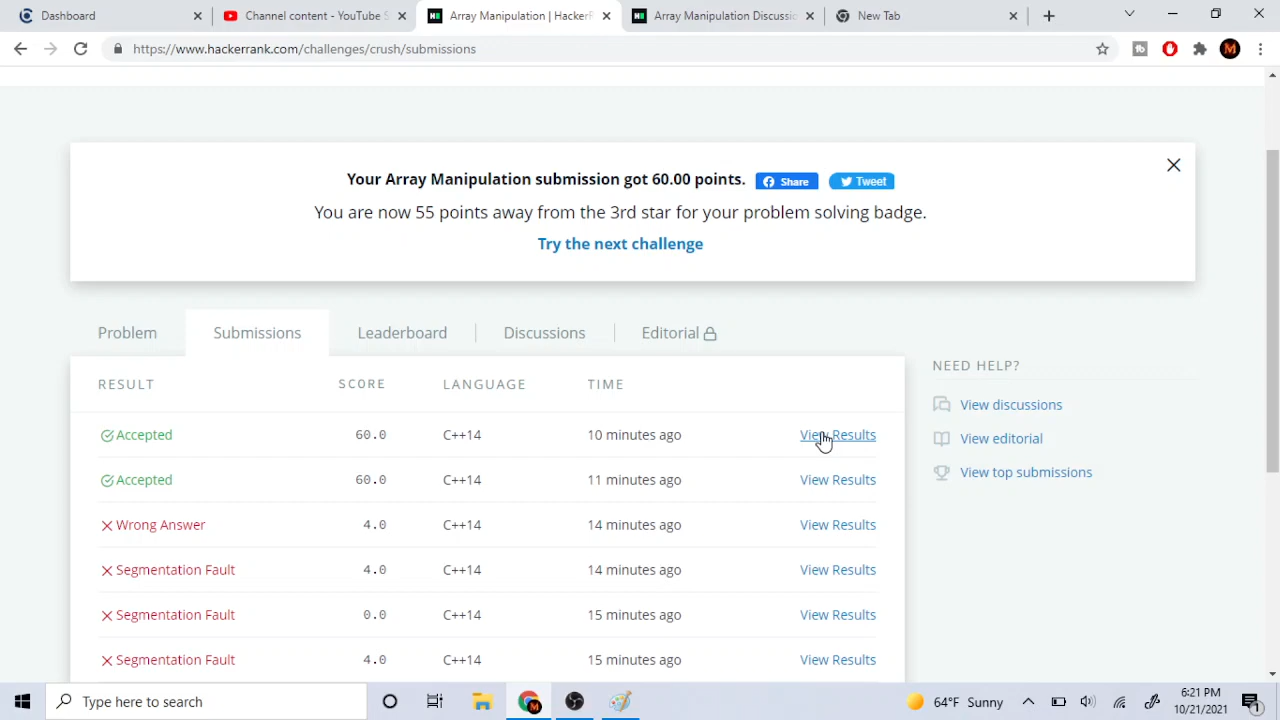 Dashboard
Channel content - YouTube S
Array Manipulation | HackerR
Array Manipulation Discussio
New Tab
https://www.hackerrank.com/challenges/crush/submissions
M
Your Array Manipulation submission got 60.00 points. Share Tweet
You are now 55 points away from the 3rd star for your problem solving badge.
Try the next challenge
Problem
Submissions
Leaderboard
Discussions
Editorial
RESULT SCORE LANGUAGE TIME
Accepted 60.0 C++14 10 minutes ago View Results
Accepted 60.0 C++14 11 minutes ago View Results
Wrong Answer 4.0 C++14 14 minutes ago View Results
Segmentation Fault 4.0 C++14 14 minutes ago View Results
Segmentation Fault 0.0 C++14 15 minutes ago View Results
Segmentation Fault 4.0 C++14 15 minutes ago View Results
NEED HELP?
View discussions
View editorial
View top submissions
Type here to search
64°F Sunny
6:21 PM
10/21/2021
1